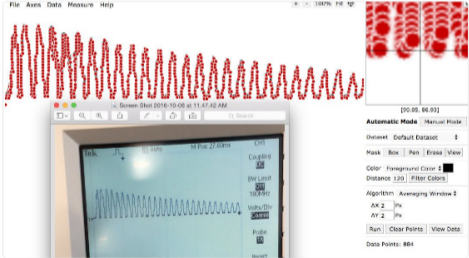 File Axes Data Measure Help
+ - 100% Fit
[90.05, 86.03]
Automatic Mode Manual Mode
Dataset Default Dataset
Mask Box Pen Erase View
Color Foreground Color
Distance 120 Filter Colors
Algorithm Averaging Window
ΔX 2 Px
ΔY 2 Px
Run Clear Points View Data
Data Points: 884
Screen Shot 2016-10-06 at 11.47.42 AM
Search
Tek
M Pos: 27.60ms
CH1
Coupling
BW Limit
Off
100MHz
Volts/Div
Coarse
Probe